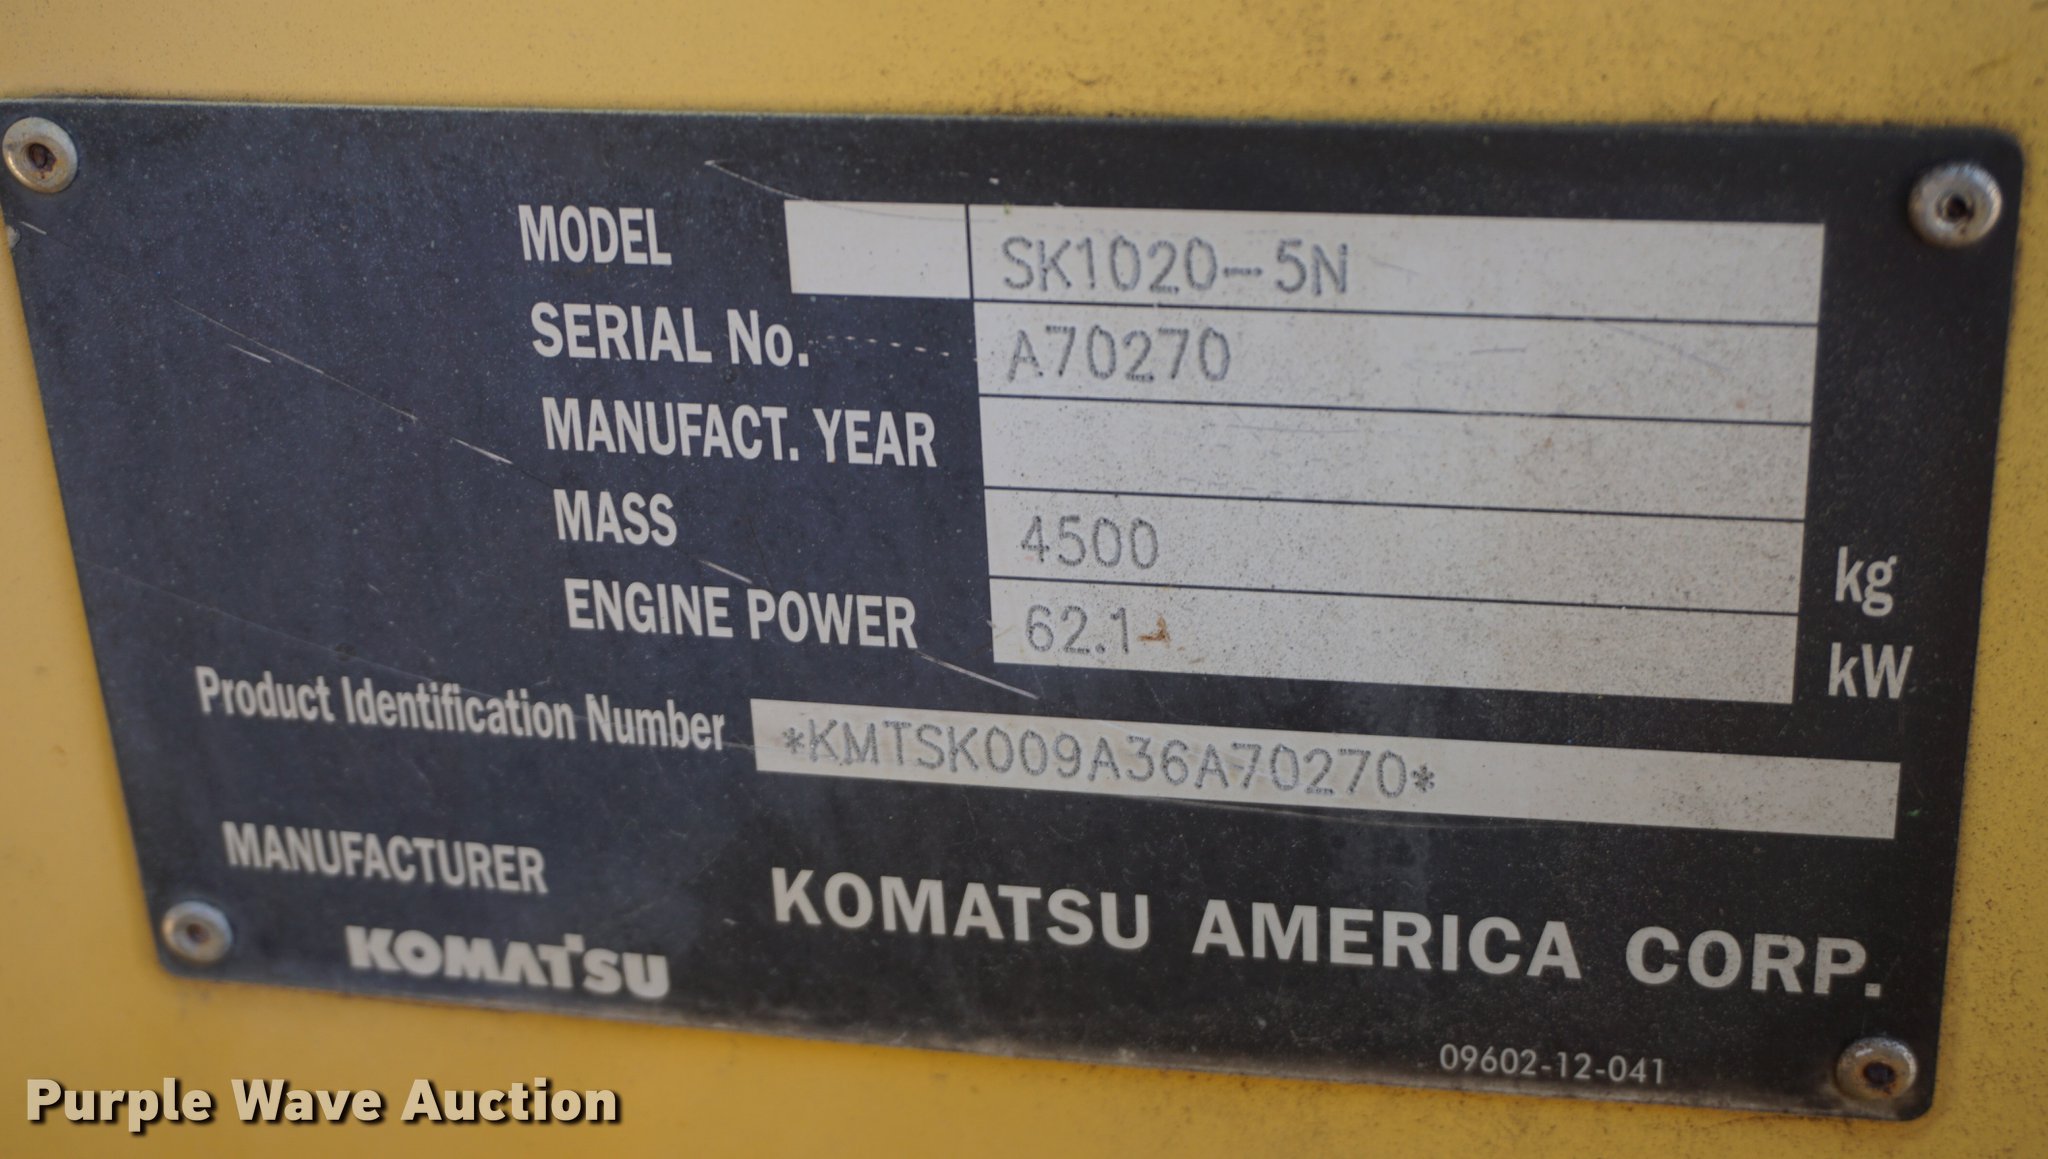 MODEL SK1020-5N
SERIAL No. A70270
MANUFACT. YEAR
MASS 4500 kg
ENGINE POWER 62.1 kW
Product Identification Number *KMTSK009A36A70270*
MANUFACTURER
KOMATSU KOMATSU AMERICA CORP.
09602-12-041
Purple Wave Auction